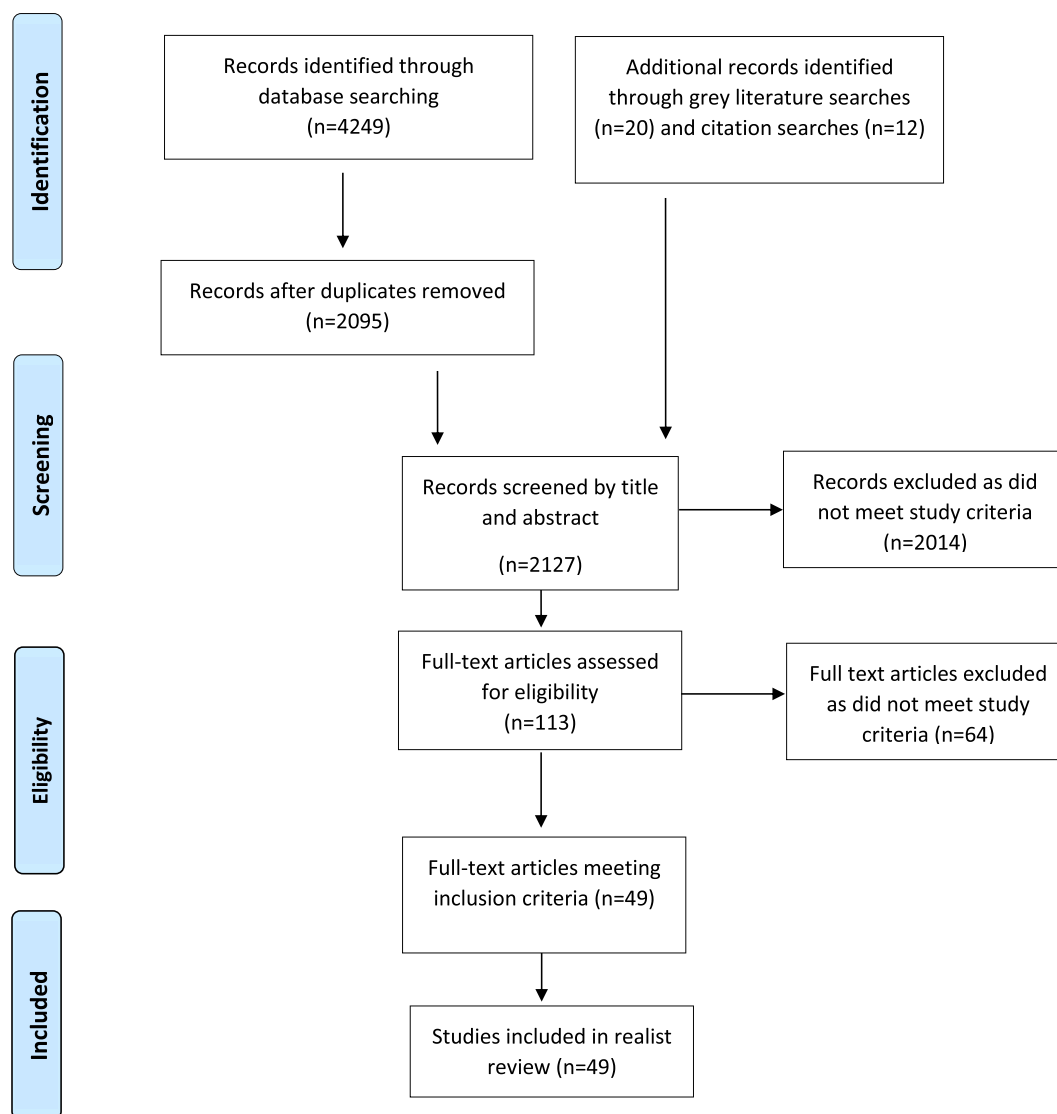 Identification
Records identified through
database searching
(n=4249)
Additional records identified
through grey literature searches
(n=20) and citation searches (n=12)
Records after duplicates removed
(n=2095)
Screening
Records screened by title
and abstract
(n=2127)
Records excluded as did
not meet study criteria
(n=2014)
Eligibility
Full-text articles assessed
for eligibility
(n=113)
Full text articles excluded
as did not meet study
criteria (n=64)
Full-text articles meeting
inclusion criteria (n=49)
Included
Studies included in realist
review (n=49)